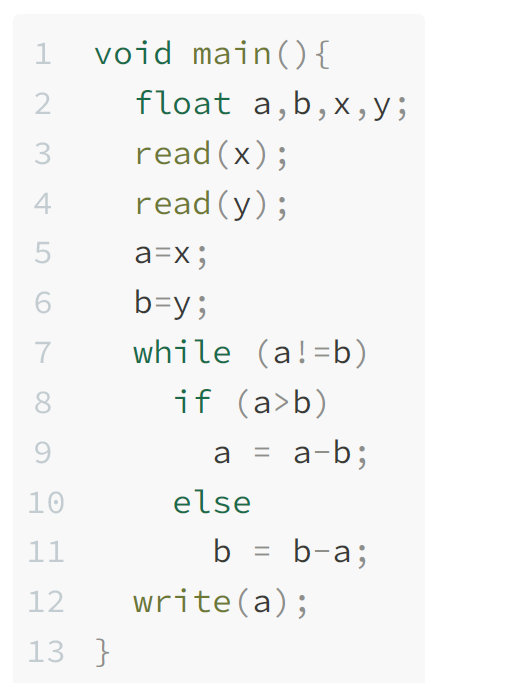 1 void main(){
2 float a,b,x,y;
3 read(x);
4 read(y);
5 a=x;
6 b=y;
7 while (a!=b)
8 if (a>b)
9 a = a-b;
10 else
11 b = b-a;
12 write(a);
13 }